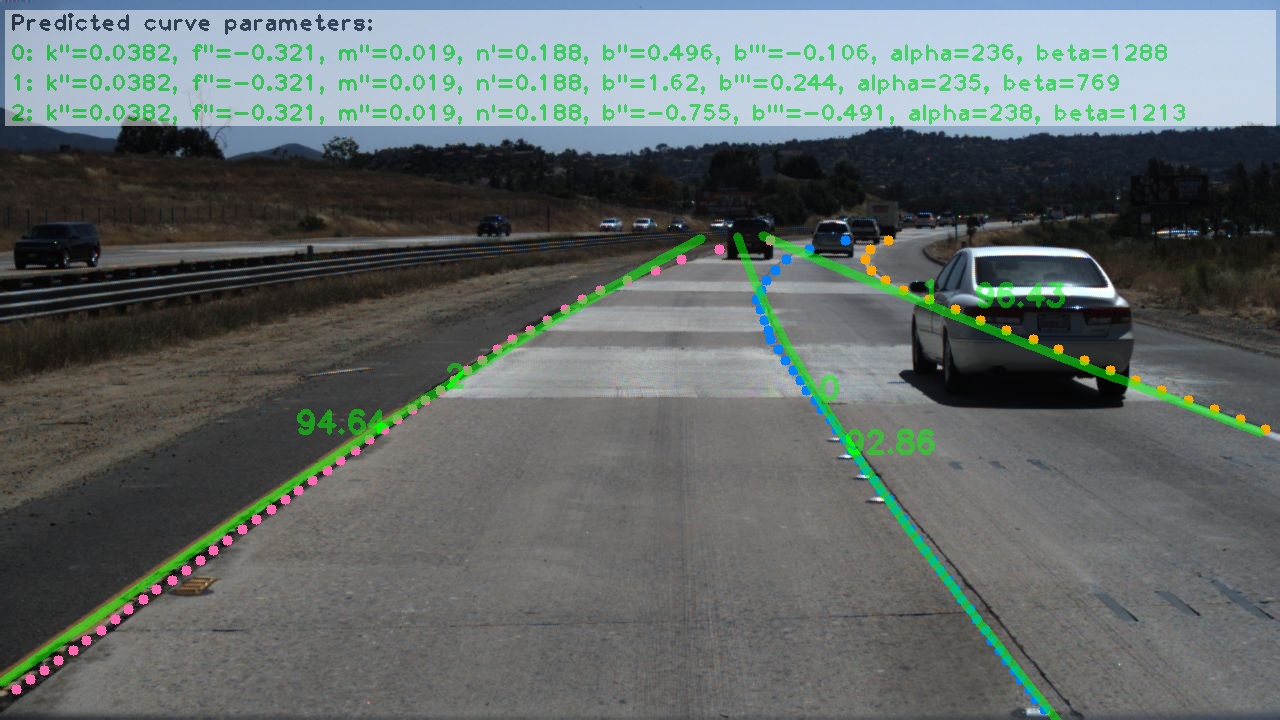 Predicted curve parameters:
0: k''=0.0382, f''=-0.321, m''=0.019, n'=0.188, b''=0.496, b'''=-0.106, alpha=236, beta=1288
1: k''=0.0382, f''=-0.321, m''=0.019, n'=0.188, b''=1.62, b'''=0.244, alpha=235, beta=769
2: k''=0.0382, f''=-0.321, m''=0.019, n'=0.188, b''=-0.755, b'''=-0.491, alpha=238, beta=1213
1 96.43
2
0
94.64
92.86